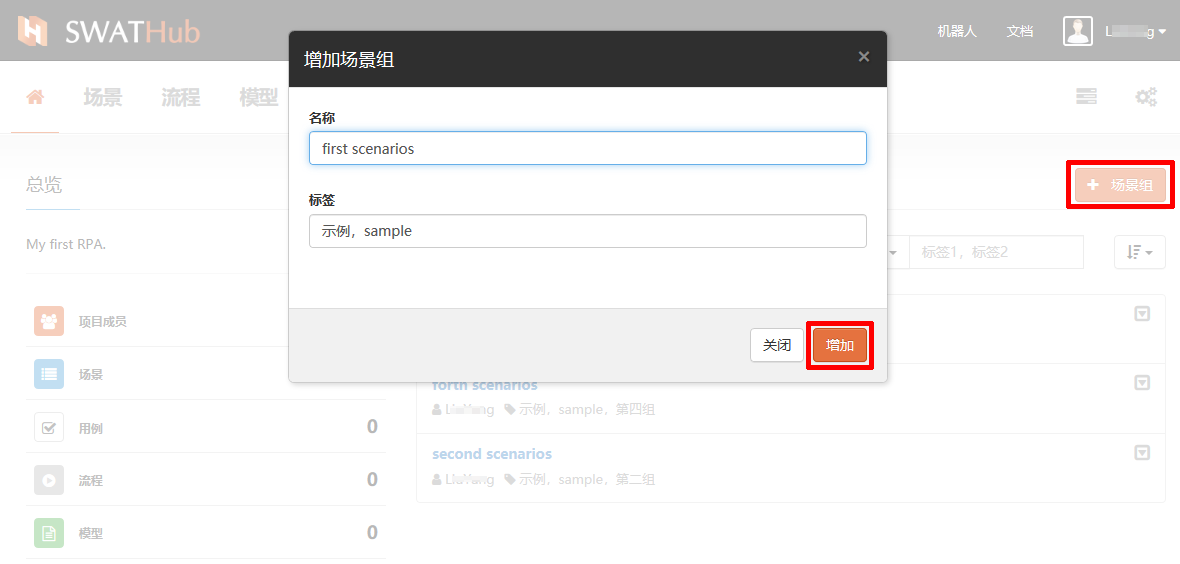 SWATHub
机器人
文档
场景
流程
模型
增加场景组
×
名称
first scenarios
标签
示例，sample
关闭
增加
总览
场景组
My first RPA.
标签1，标签2
项目成员
场景
用例
0
流程
0
模型
0
forth scenarios
示例，sample，第四组
second scenarios
示例，sample，第二组